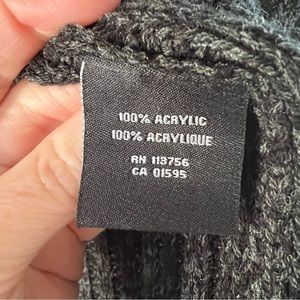 100% ACRYLIC
100% ACRYLIQUE
RN 113756
CA 01595